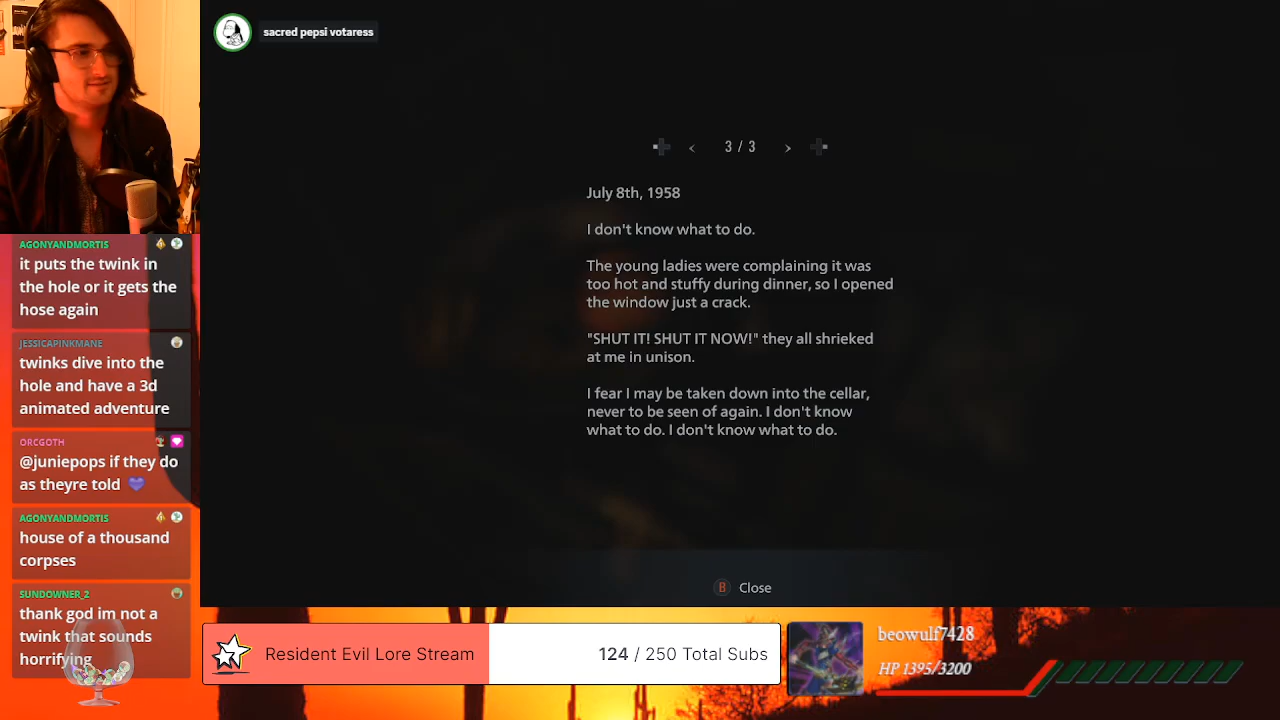 sacred pepsi votaress
3 / 3
July 8th, 1958
I don't know what to do.
The young ladies were complaining it was
too hot and stuffy during dinner, so I opened
the window just a crack.
"SHUT IT! SHUT IT NOW!" they all shrieked
at me in unison.
I fear I may be taken down into the cellar,
never to be seen of again. I don't know
what to do. I don't know what to do.
B Close
AGONYANDMORTIS
it puts the twink in
the hole or it gets the
hose again
JESSICAPINKMANE
twinks dive into the
hole and have a 3d
animated adventure
ORCGOTH
@juniepops if they do
as theyre told 💜
AGONYANDMORTIS
house of a thousand
corpses
SUNDOWNER_2
thank god im not a
twink that sounds
horrifying
Resident Evil Lore Stream
124 / 250 Total Subs
beowulf7428
HP 1395/3200